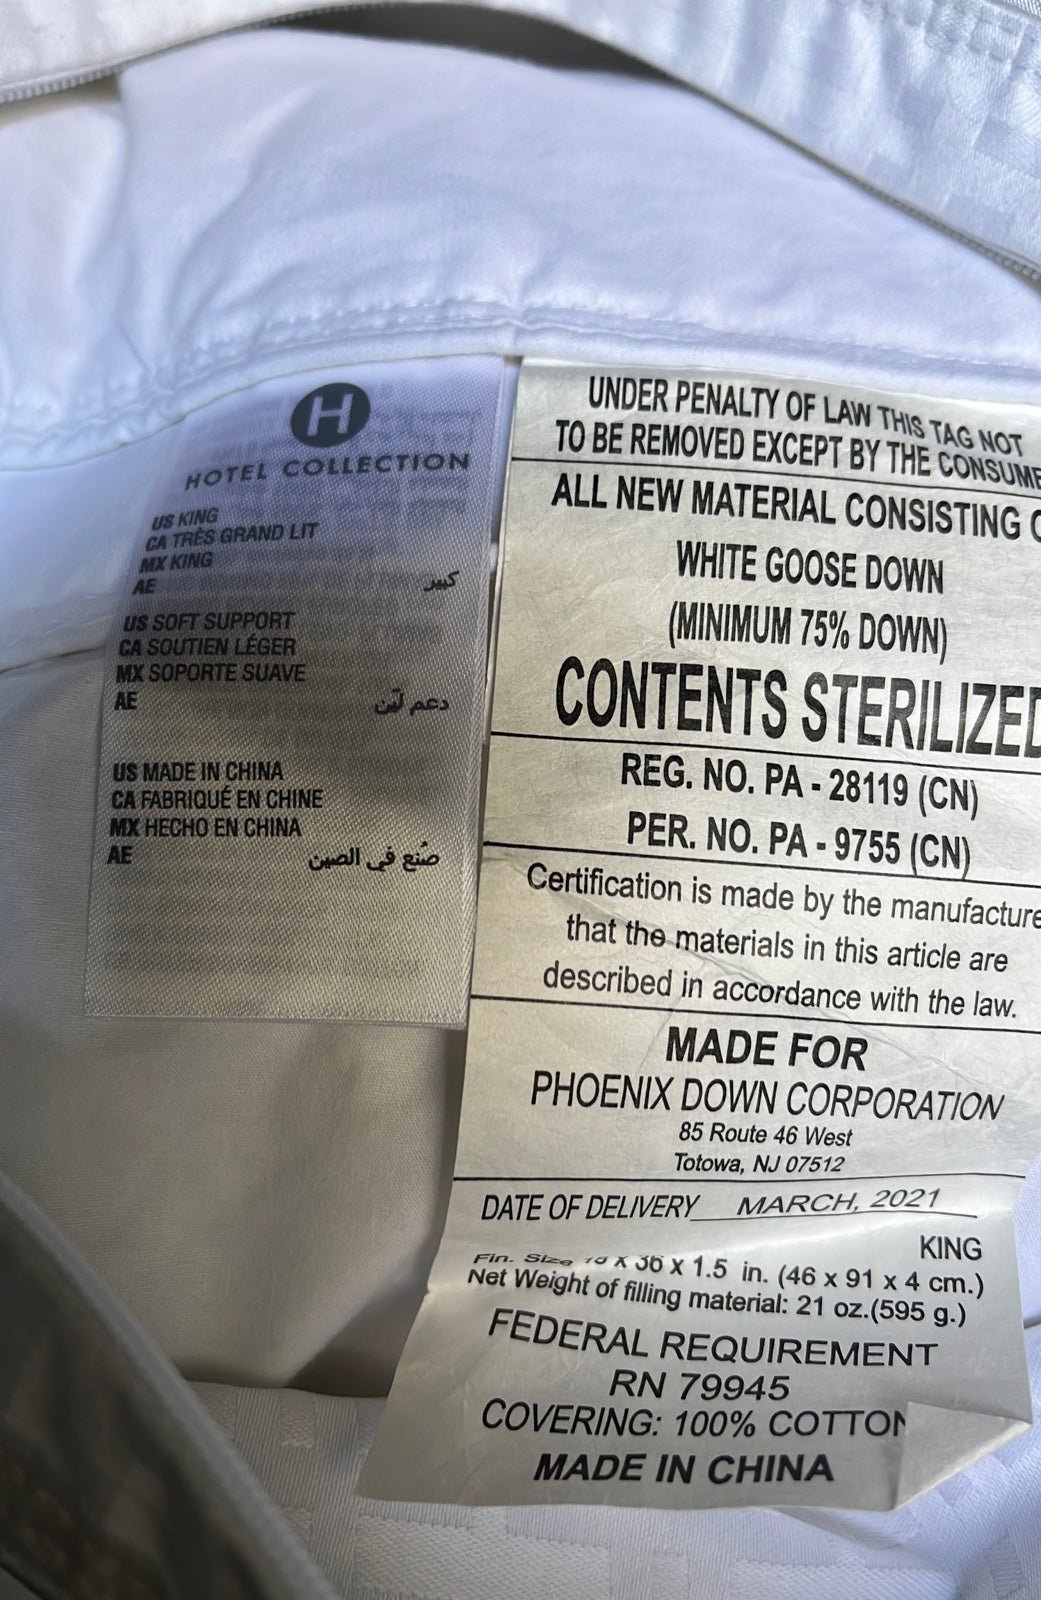 H
HOTEL COLLECTION
US KING
CA TRÈS GRAND LIT
MX KING
AE كبير
US SOFT SUPPORT
CA SOUTIEN LÉGER
MX SOPORTE SUAVE
AE دعم لَيّن
US MADE IN CHINA
CA FABRIQUÉ EN CHINE
MX HECHO EN CHINA
AE صُنع في الصين
UNDER PENALTY OF LAW THIS TAG NOT
TO BE REMOVED EXCEPT BY THE CONSUME
ALL NEW MATERIAL CONSISTING
WHITE GOOSE DOWN
(MINIMUM 75% DOWN)
CONTENTS STERILIZED
REG. NO. PA - 28119 (CN)
PER. NO. PA - 9755 (CN)
Certification is made by the manufacture
that the materials in this article are
described in accordance with the law.
MADE FOR
PHOENIX DOWN CORPORATION
85 Route 46 West
Totowa, NJ 07512
DATE OF DELIVERY MARCH, 2021
KING
Fin. Size x 36 x 1.5 in. (46 x 91 x 4 cm.)
Net Weight of filling material: 21 oz.(595 g.)
FEDERAL REQUIREMENT
RN 79945
COVERING: 100% COTTON
MADE IN CHINA